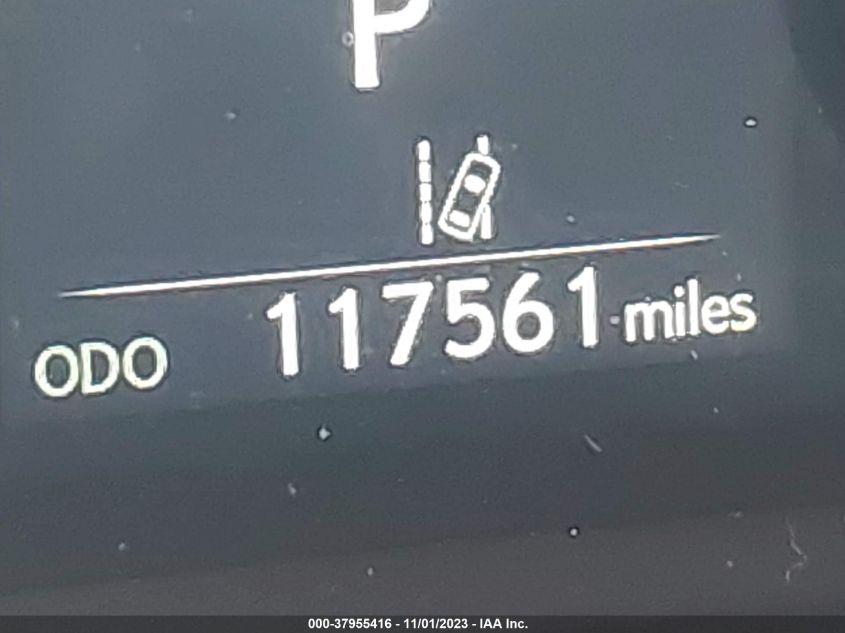 P
ODO 117561 miles
000-37955416 - 11/01/2023 - IAA Inc.